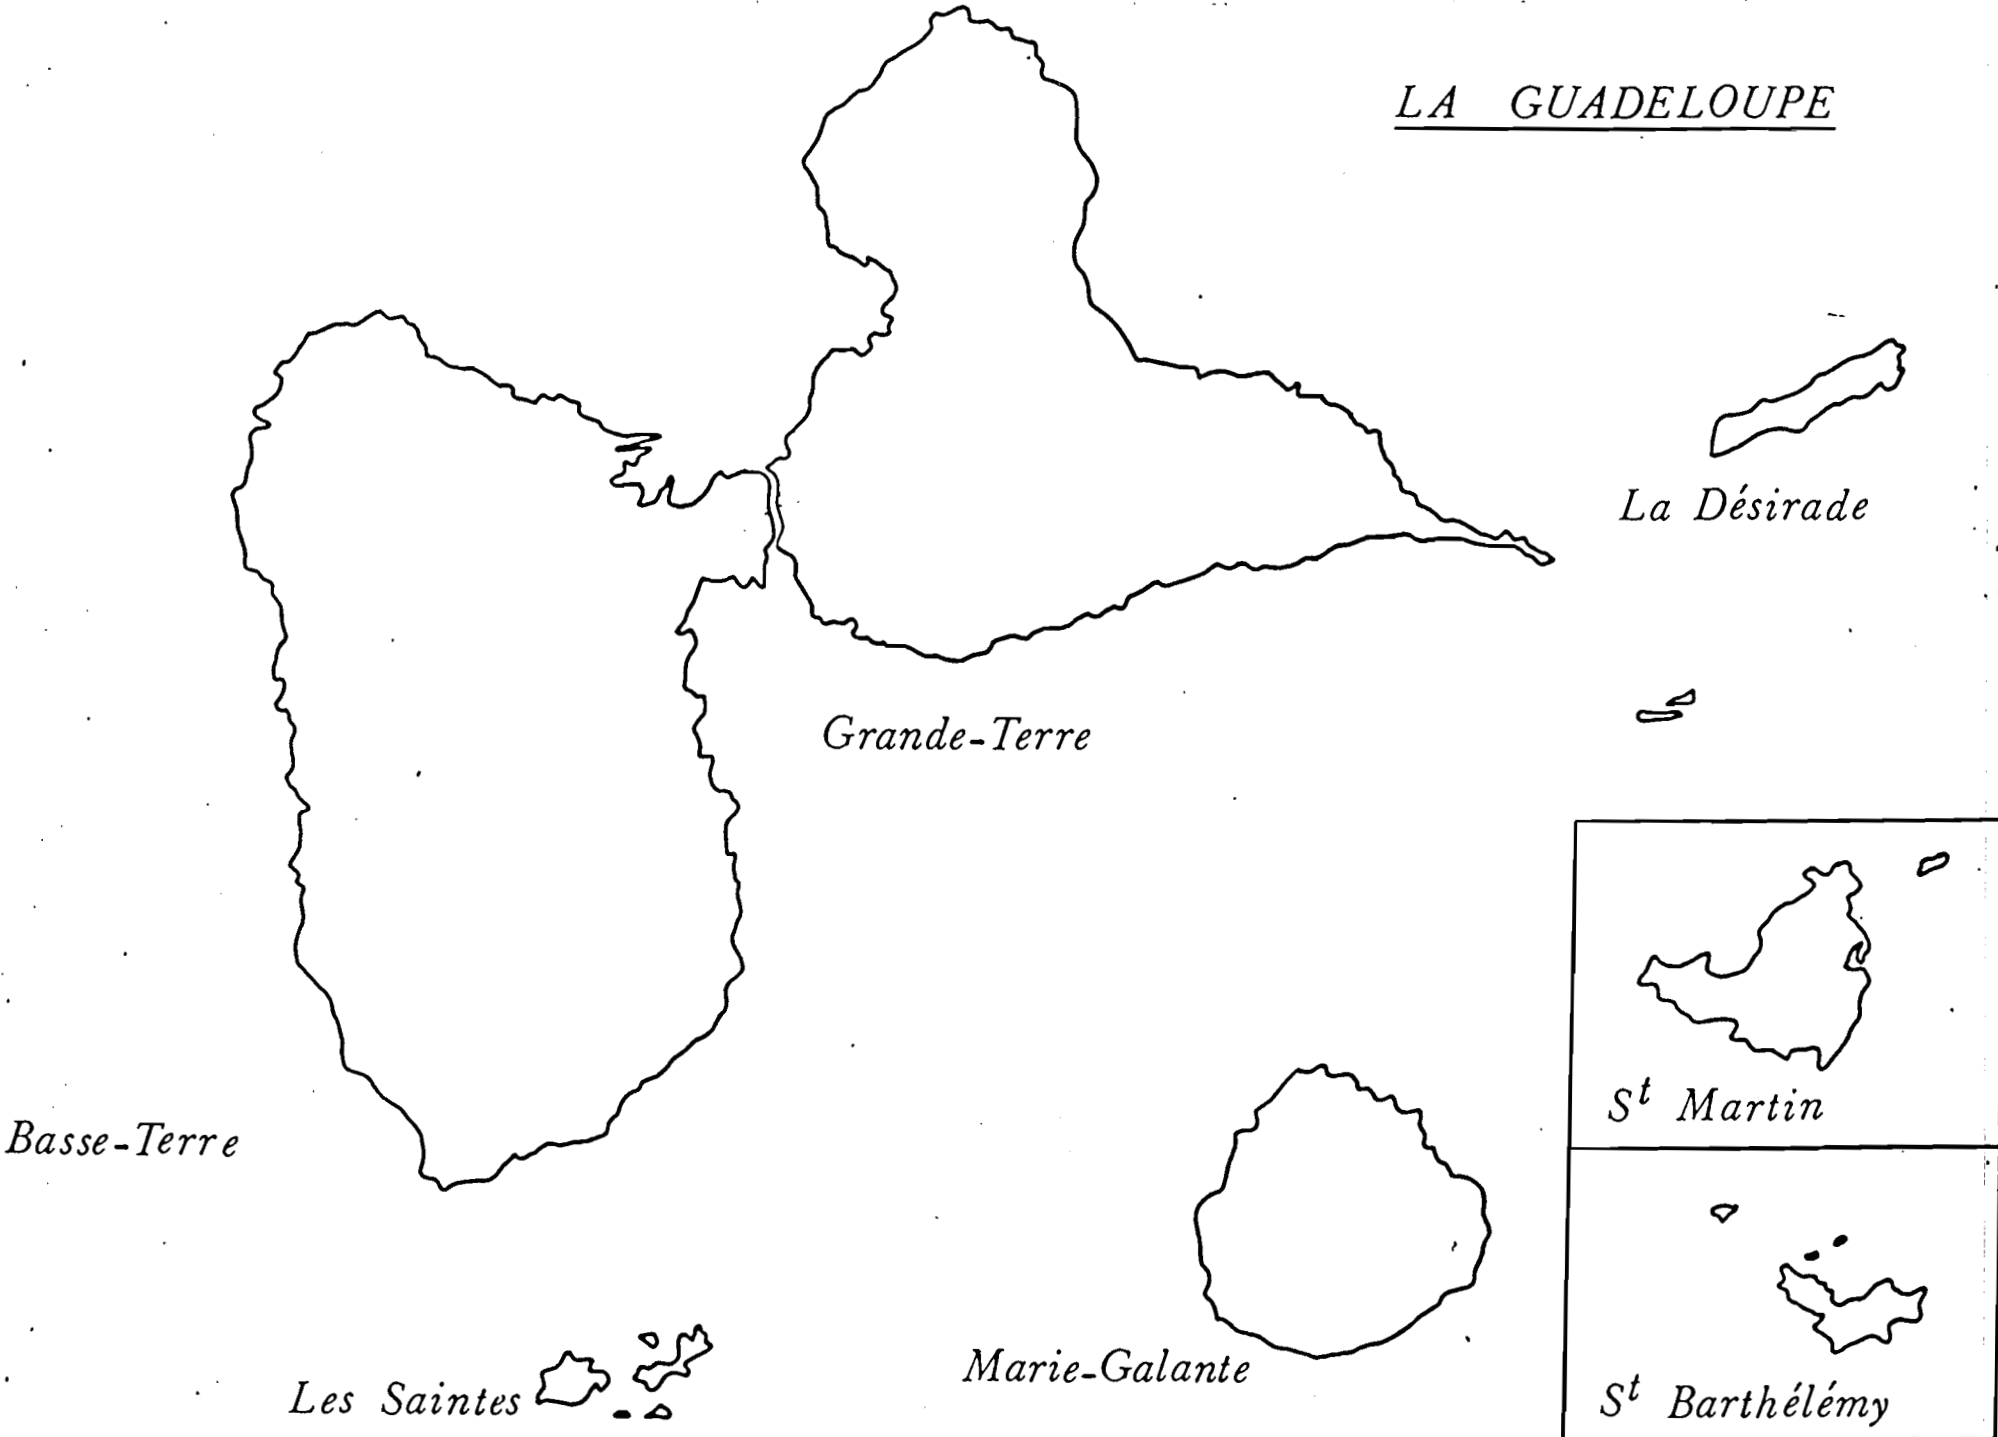 LA GUADELOUPE
La Désirade
Grande-Terre
St Martin
Basse-Terre
Marie-Galante
Les Saintes
St Barthélémy